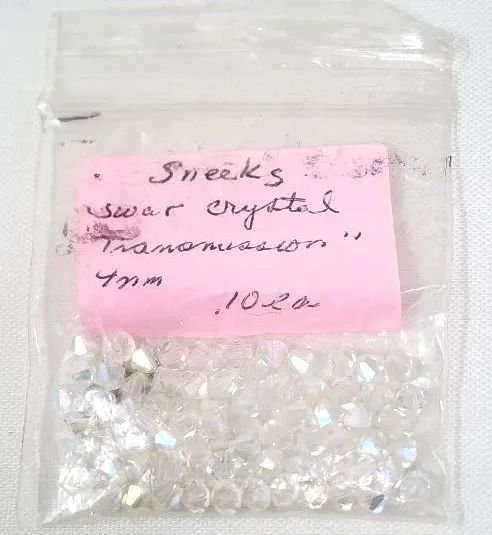 Sneeks
swar crystal
Transmission"
4mm
.10 ea